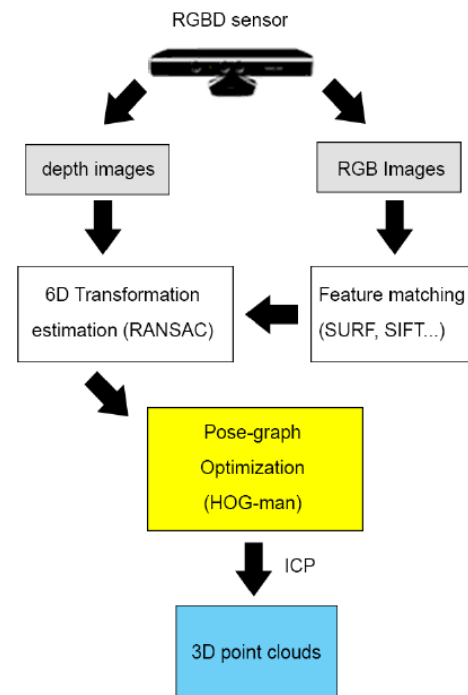 RGBD sensor
depth images
RGB Images
6D Transformation
estimation (RANSAC)
Feature matching
(SURF, SIFT...)
Pose-graph
Optimization
(HOG-man)
ICP
3D point clouds